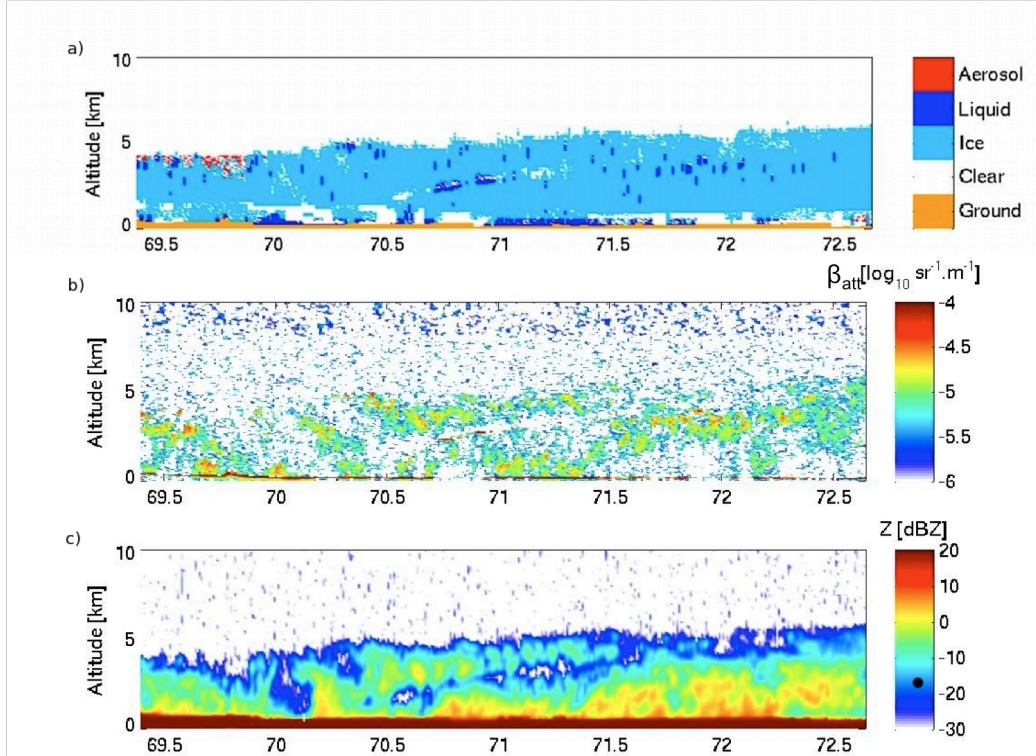 a)
10
5
0
Altitude [km]
69.5 70 70.5 71 71.5 72 72.5
Aerosol
Liquid
Ice
Clear
Ground
b)
βatt[log10 sr-1.m-1]
10
5
0
Altitude [km]
69.5 70 70.5 71 71.5 72 72.5
-4
-4.5
-5
-5.5
-6
c)
Z [dBZ]
10
5
0
Altitude [km]
69.5 70 70.5 71 71.5 72 72.5
20
10
0
-10
-20
-30